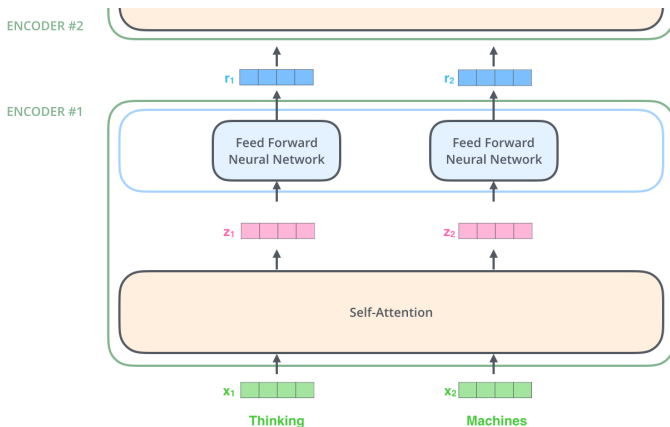 ENCODER #2
r₁
r₂
ENCODER #1
Feed Forward
Neural Network
Feed Forward
Neural Network
z₁
z₂
Self-Attention
x₁
x₂
Thinking
Machines